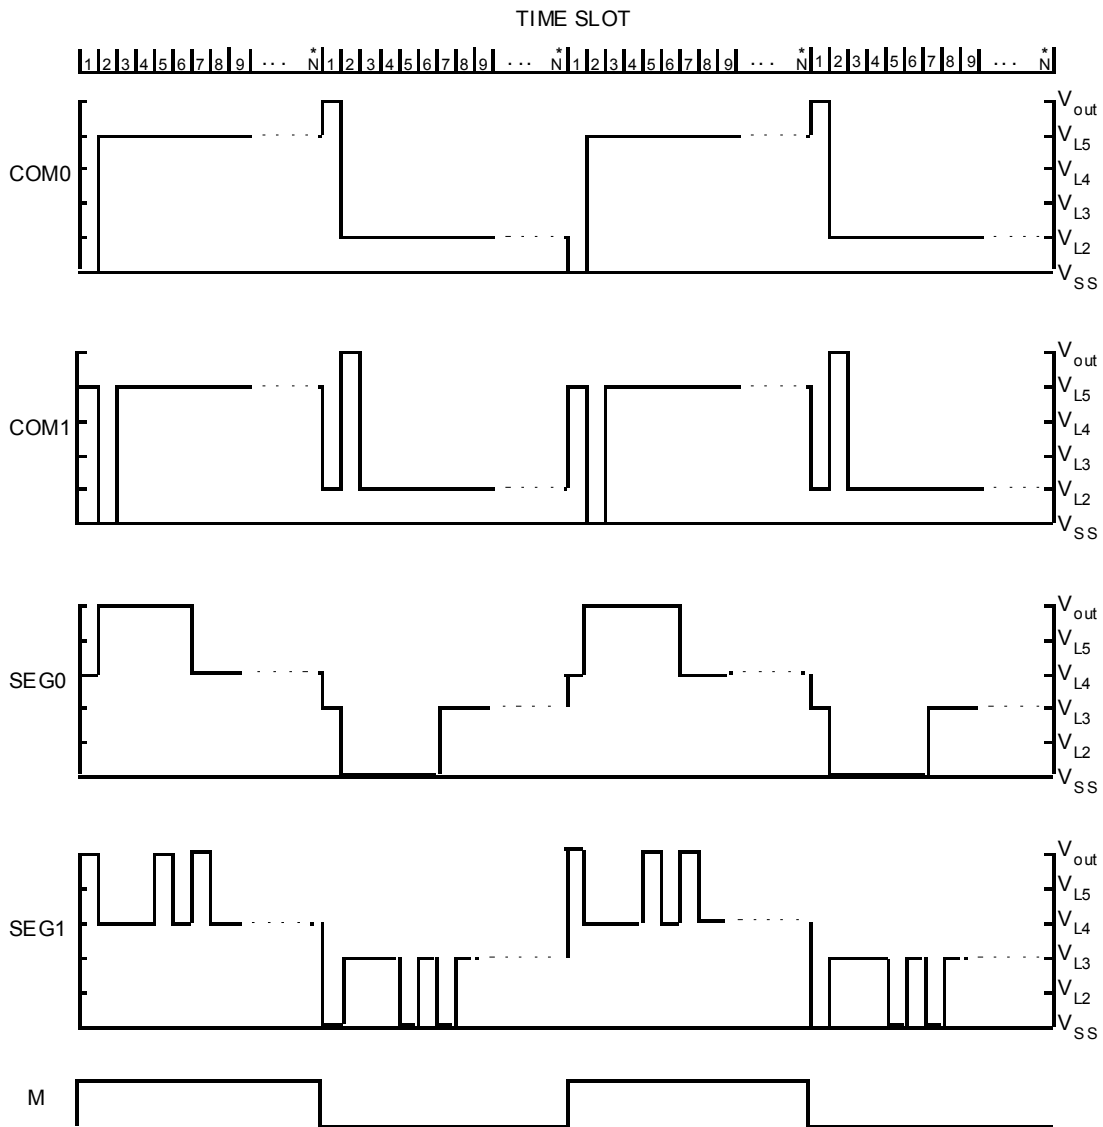 TIME SLOT
1 2 3 4 5 6 7 8 9 ... *N 1 2 3 4 5 6 7 8 9 ... *N 1 2 3 4 5 6 7 8 9 ... *N 1 2 3 4 5 6 7 8 9 ... *N
COM0
Vout
VL5
VL4
VL3
VL2
VSS
COM1
Vout
VL5
VL4
VL3
VL2
VSS
SEG0
Vout
VL5
VL4
VL3
VL2
VSS
SEG1
Vout
VL5
VL4
VL3
VL2
VSS
M